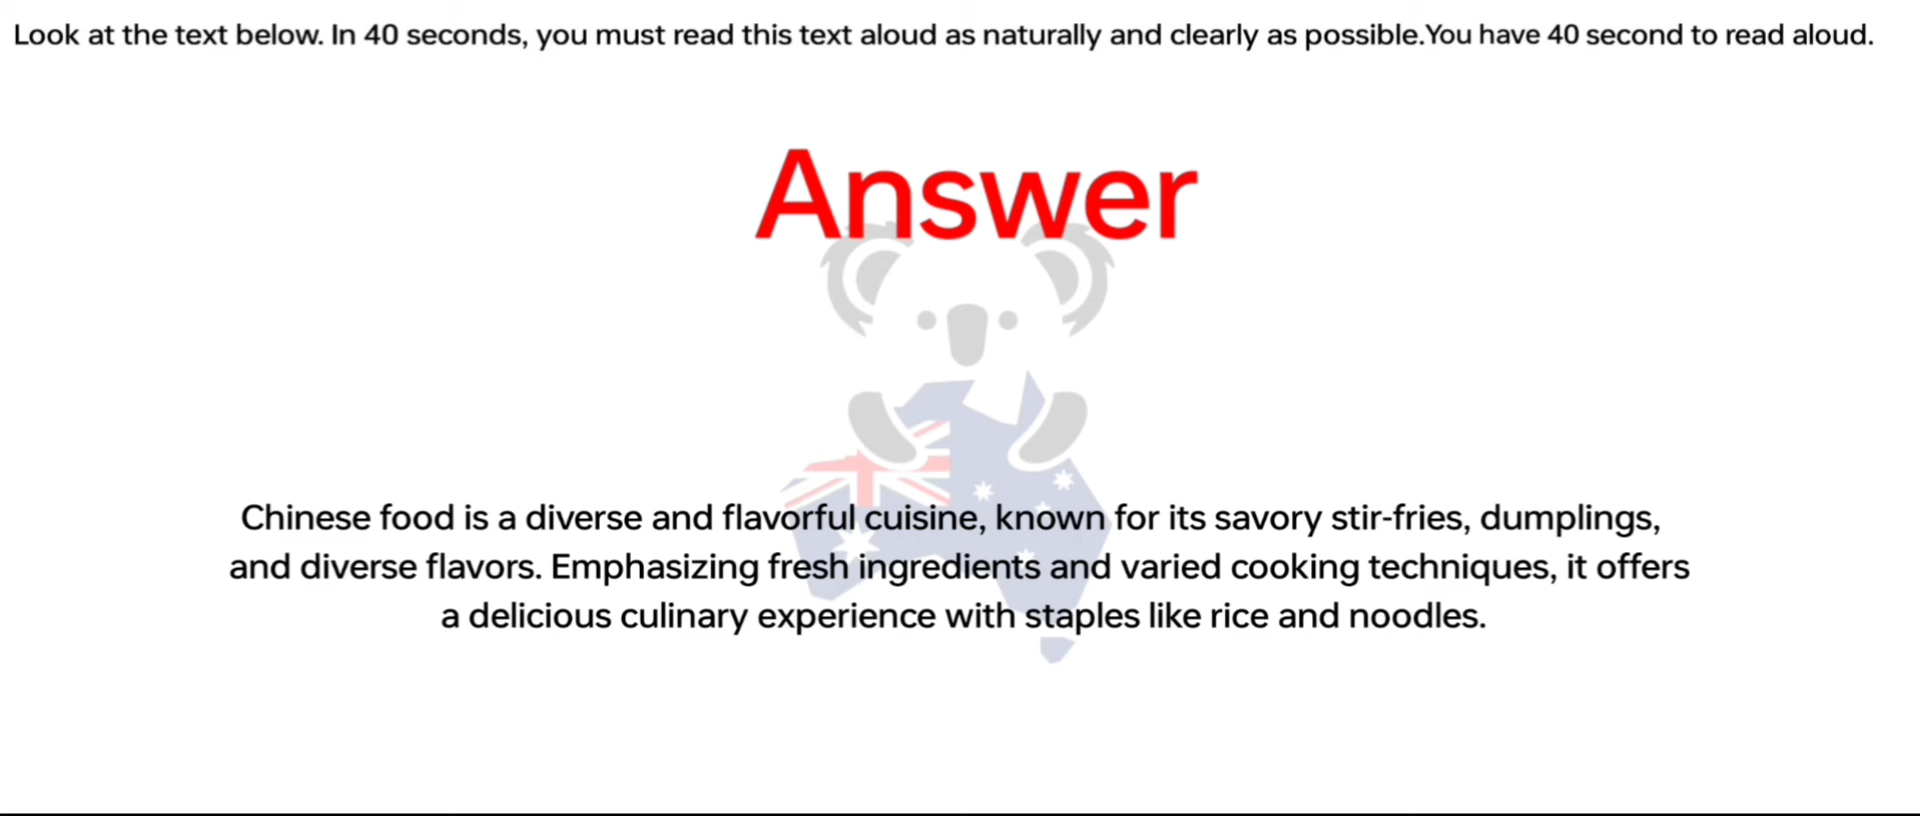 Look at the text below. In 40 seconds, you must read this text aloud as naturally and clearly as possible.You have 40 second to read aloud.
Answer
Chinese food is a diverse and flavorful cuisine, known for its savory stir-fries, dumplings,
and diverse flavors. Emphasizing fresh ingredients and varied cooking techniques, it offers
a delicious culinary experience with staples like rice and noodles.